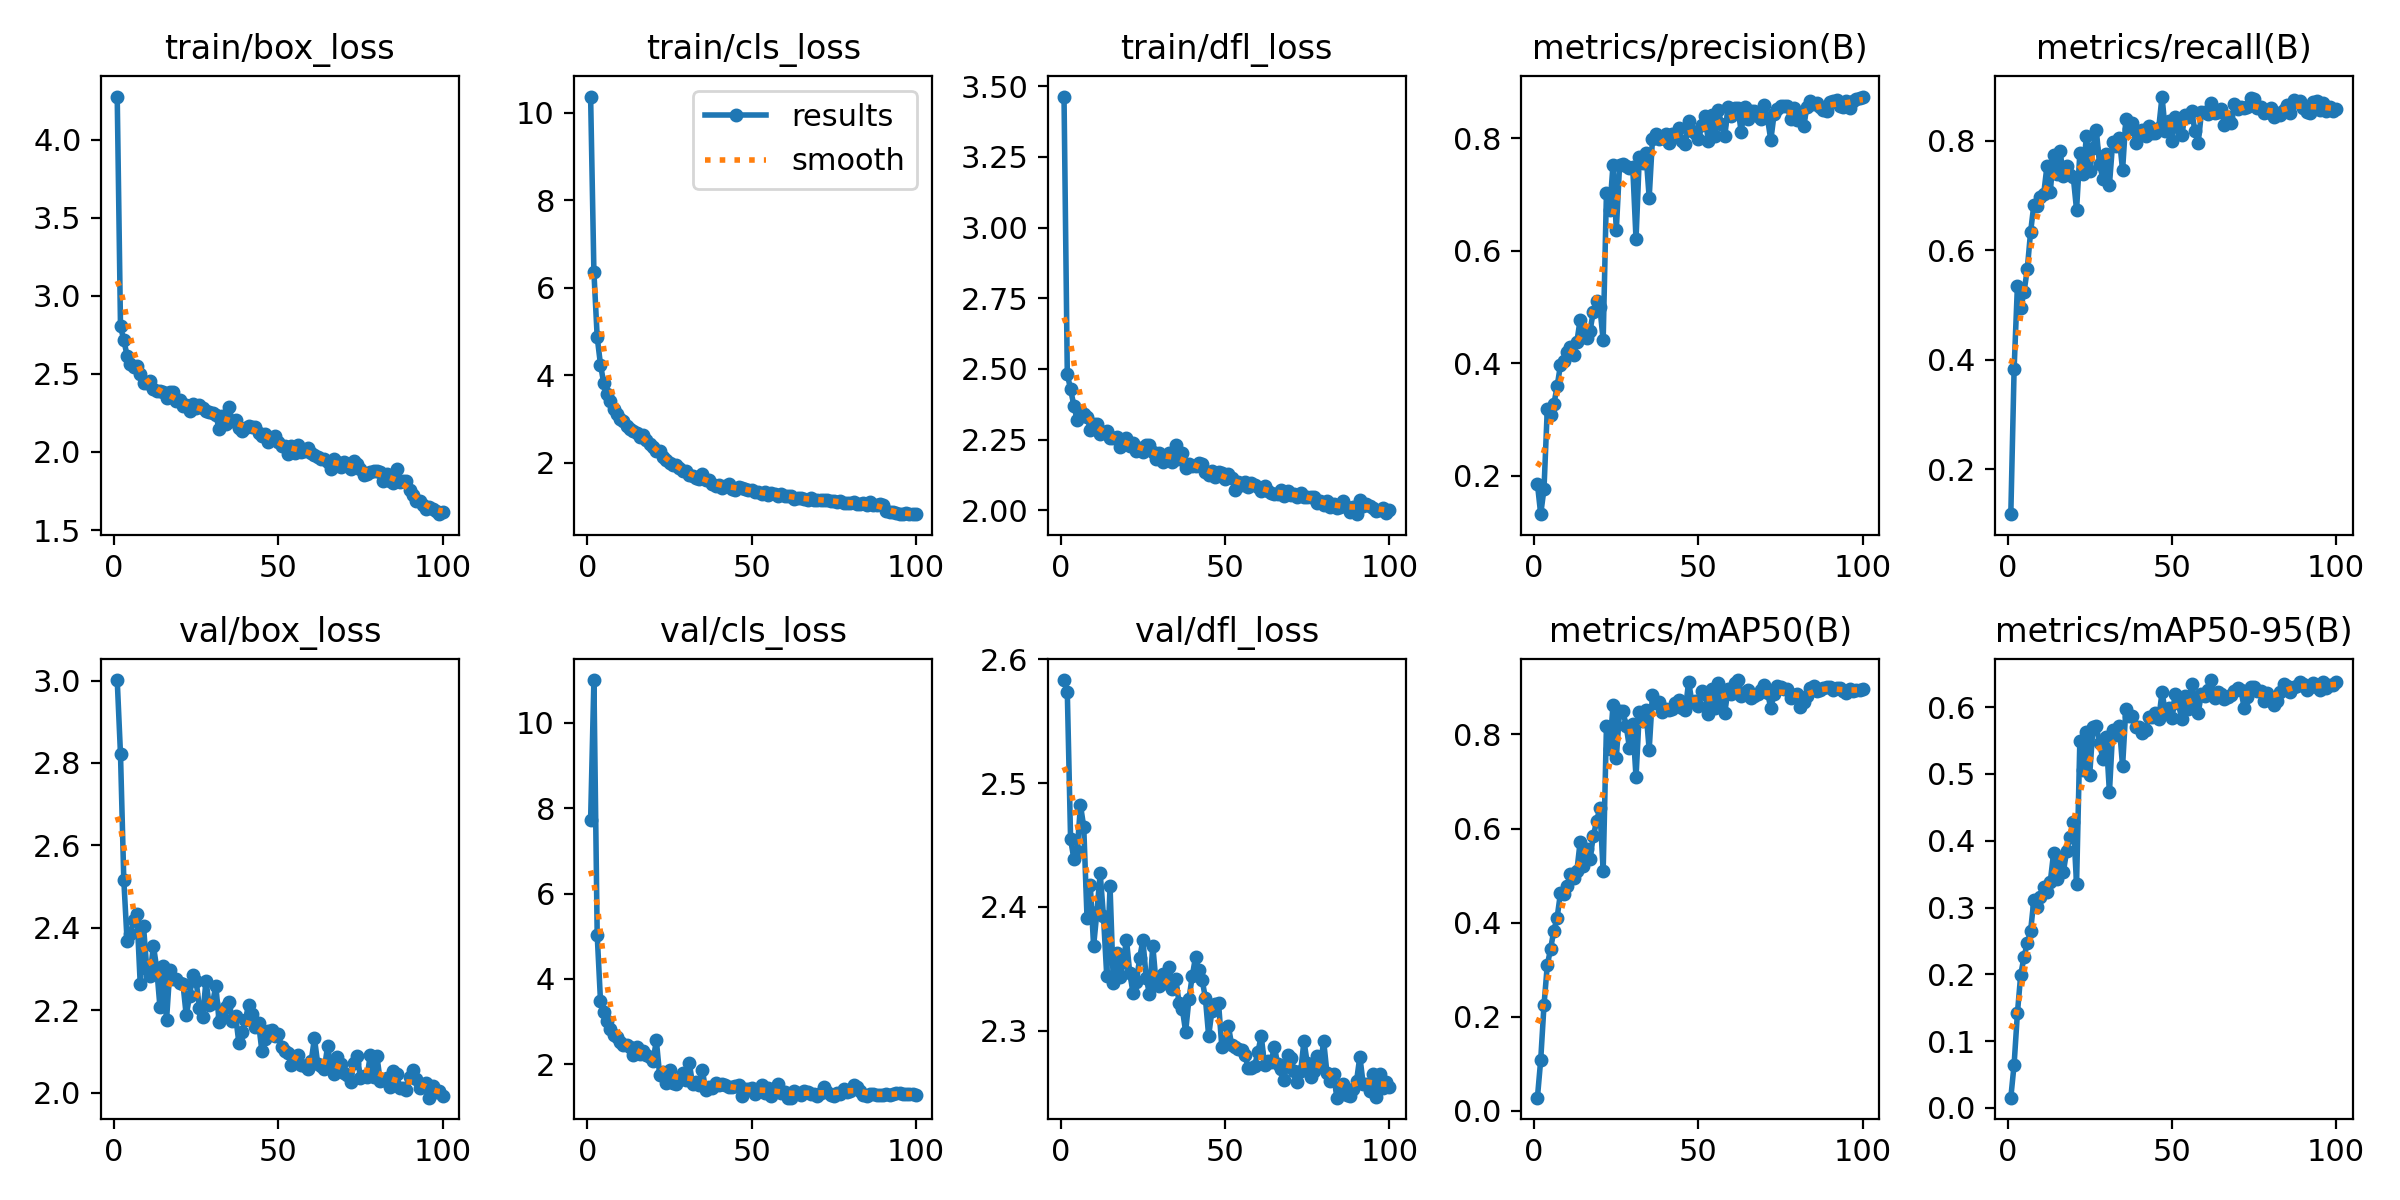 train/box_loss
4.0
3.5
3.0
2.5
2.0
1.5
0 50 100
train/cls_loss
results
smooth
10
8
6
4
2
0 50 100
train/dfl_loss
3.50
3.25
3.00
2.75
2.50
2.25
2.00
0 50 100
metrics/precision(B)
0.8
0.6
0.4
0.2
0 50 100
metrics/recall(B)
0.8
0.6
0.4
0.2
0 50 100
val/box_loss
3.0
2.8
2.6
2.4
2.2
2.0
0 50 100
val/cls_loss
10
8
6
4
2
0 50 100
val/dfl_loss
2.6
2.5
2.4
2.3
0 50 100
metrics/mAP50(B)
0.8
0.6
0.4
0.2
0.0
0 50 100
metrics/mAP50-95(B)
0.6
0.5
0.4
0.3
0.2
0.1
0.0
0 50 100